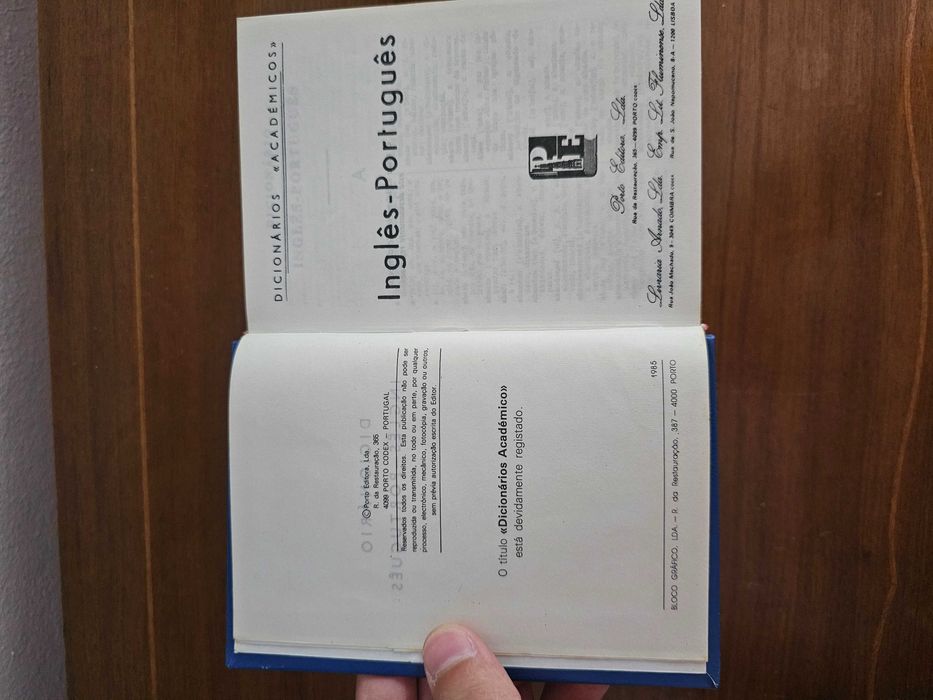 © Porto Editora, Lda.
R. da Restauração, 365
4099 PORTO CODEX — PORTUGAL
Reservados todos os direitos. Esta publicação não pode ser
reproduzida ou transmitida, no todo ou em parte, por qualquer
processo, electrónico, mecânico, fotocópia, gravação ou outros,
sem prévia autorização escrita do Editor.
O título «Dicionários Académico»
está devidamente registado.
1985
BLOCO GRÁFICO, LDA. — R. da Restauração, 387 — 4000 PORTO
DICIONÁRIOS «ACADÉMICOS»
Inglês-Português
PE
Porto Editora, Lda.
Rua da Restauração, 365 — 4099 PORTO CODEX
Livraria Arnado, Lda. Emp. Lit. Fluminense, Lda.
Rua João Machado, 9 - 3049 COIMBRA CODEX Rua de S. João Nepomuceno, 8-A — 1200 LISBOA